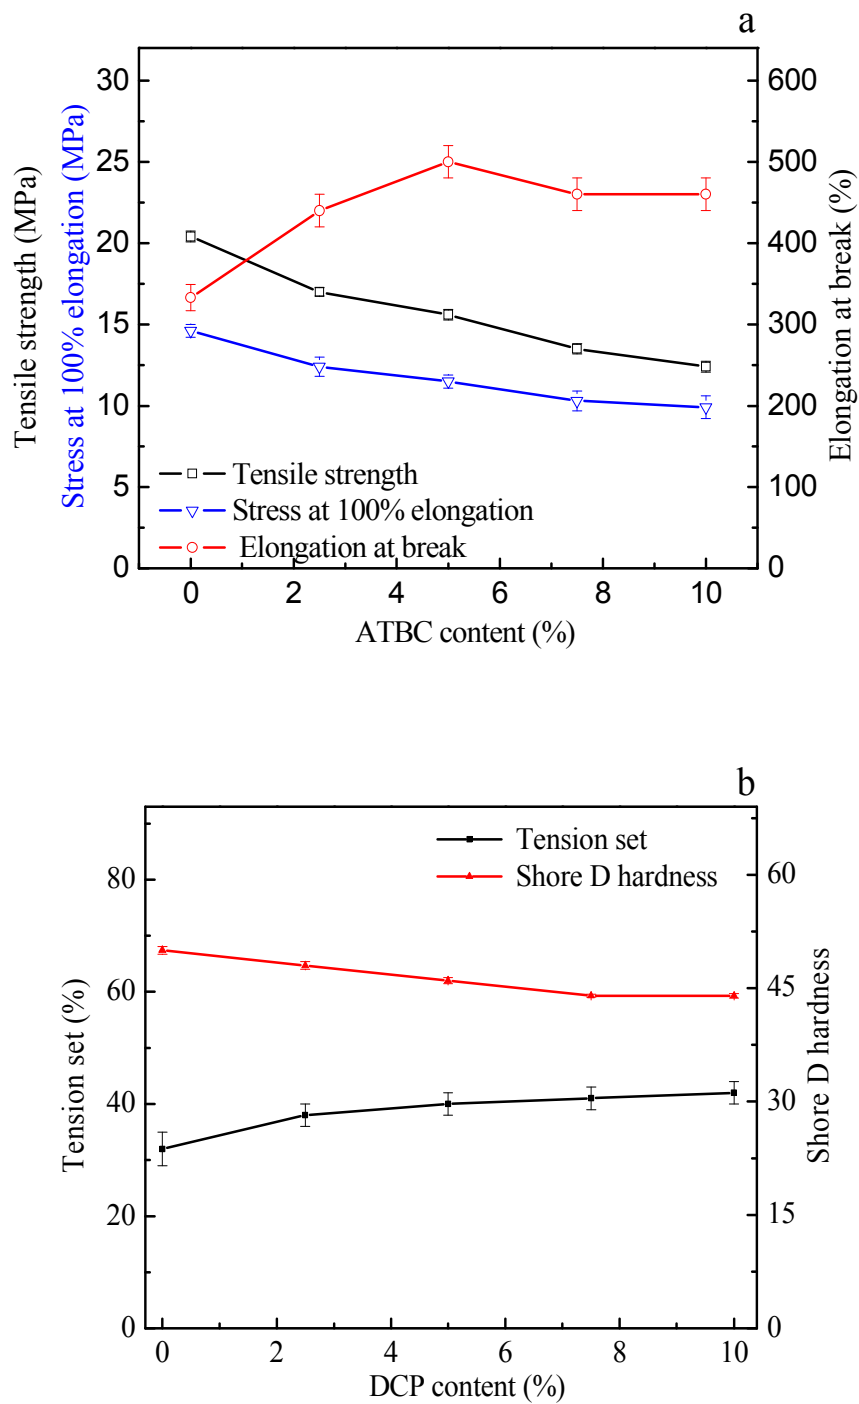 a
Tensile strength (MPa)
Stress at 100% elongation (MPa)
30
25
20
15
10
5
0
600
500
400
300
200
100
0
Elongation at break (%)
Tensile strength
Stress at 100% elongation
Elongation at break
0 2 4 6 8 10
ATBC content (%)
b
Tension set (%)
80
60
40
20
0
Tension set
Shore D hardness
60
45
30
15
0
Shore D hardness
0 2 4 6 8 10
DCP content (%)